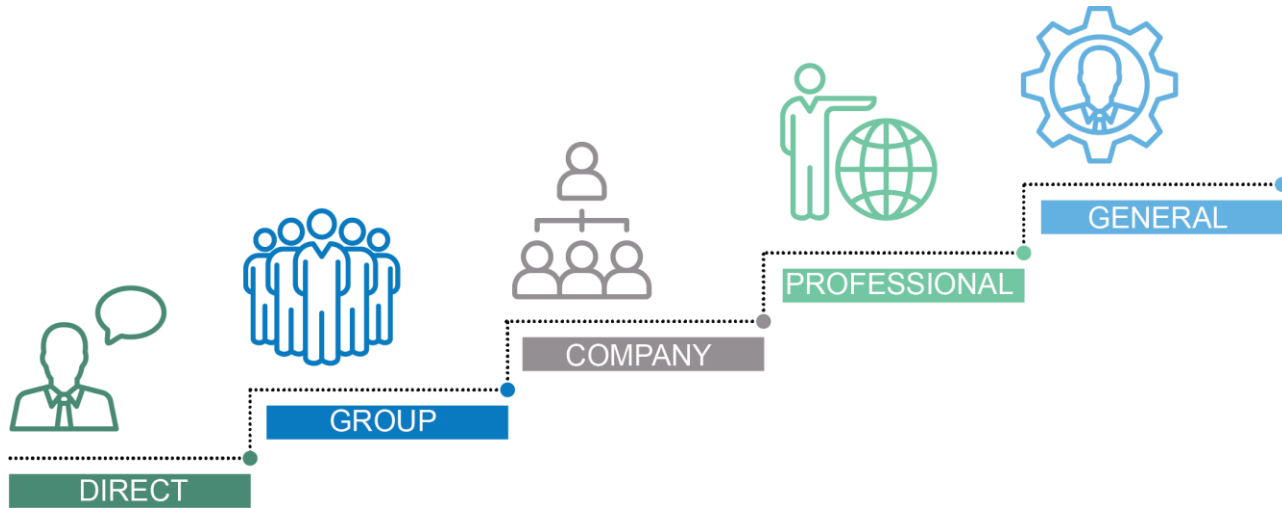 DIRECT
GROUP
COMPANY
PROFESSIONAL
GENERAL